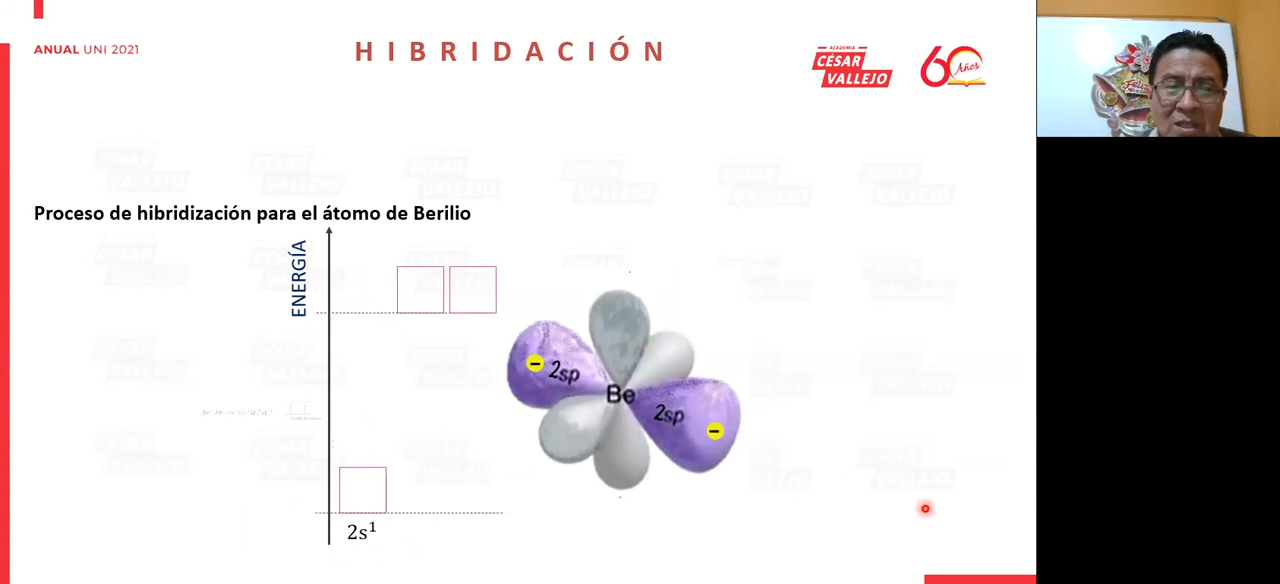 ANUAL UNI 2021
HIBRIDACIÓN
ACADEMIA
CÉSAR
VALLEJO
60
Años
Proceso de hibridización para el átomo de Berilio
ENERGÍA
2sp
Be
2sp
2s¹